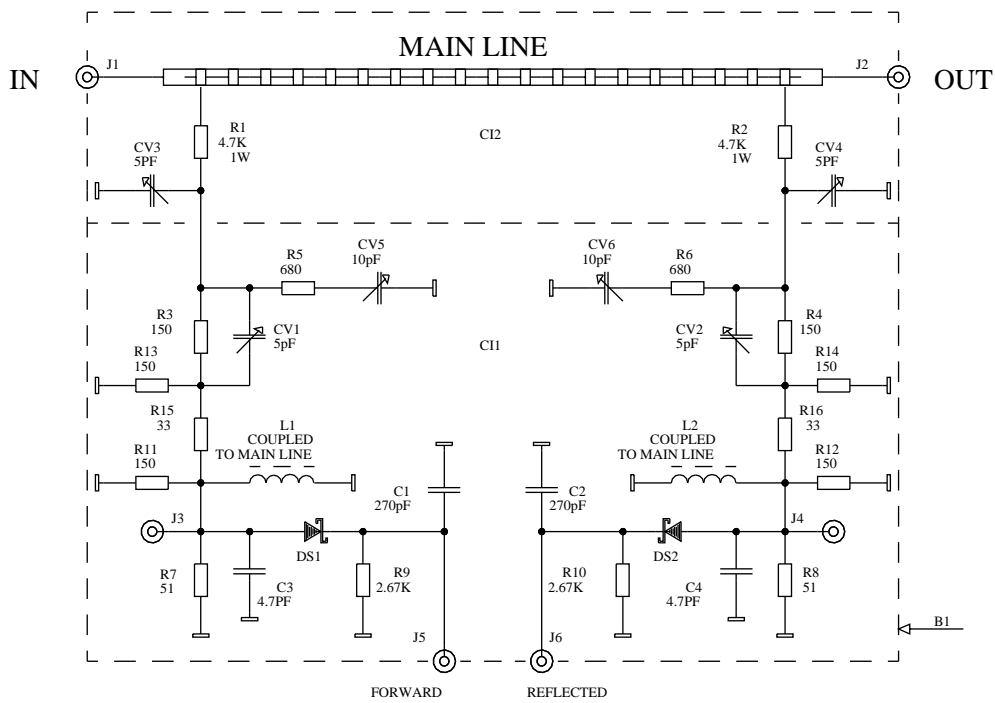 MAIN LINE
IN
J1
J2
OUT
R1
4.7K
1W
CI2
R2
4.7K
1W
CV3
5PF
CV4
5PF
R5
680
CV5
10pF
CV6
10pF
R6
680
R3
150
CV1
5pF
CI1
CV2
5pF
R4
150
R13
150
R14
150
R15
33
R16
33
L1
COUPLED
TO MAIN LINE
L2
COUPLED
TO MAIN LINE
R11
150
R12
150
C1
270pF
C2
270pF
J3
J4
DS1
DS2
R7
51
C3
4.7PF
R9
2.67K
R10
2.67K
C4
4.7PF
R8
51
B1
J5
J6
FORWARD
REFLECTED